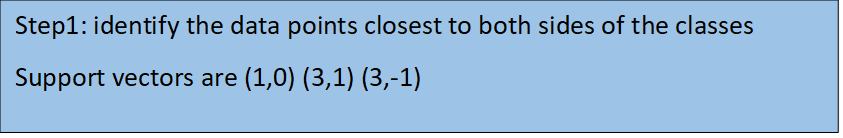 Step1: identify the data points closest to both sides of the classes
Support vectors are (1,0) (3,1) (3,-1)